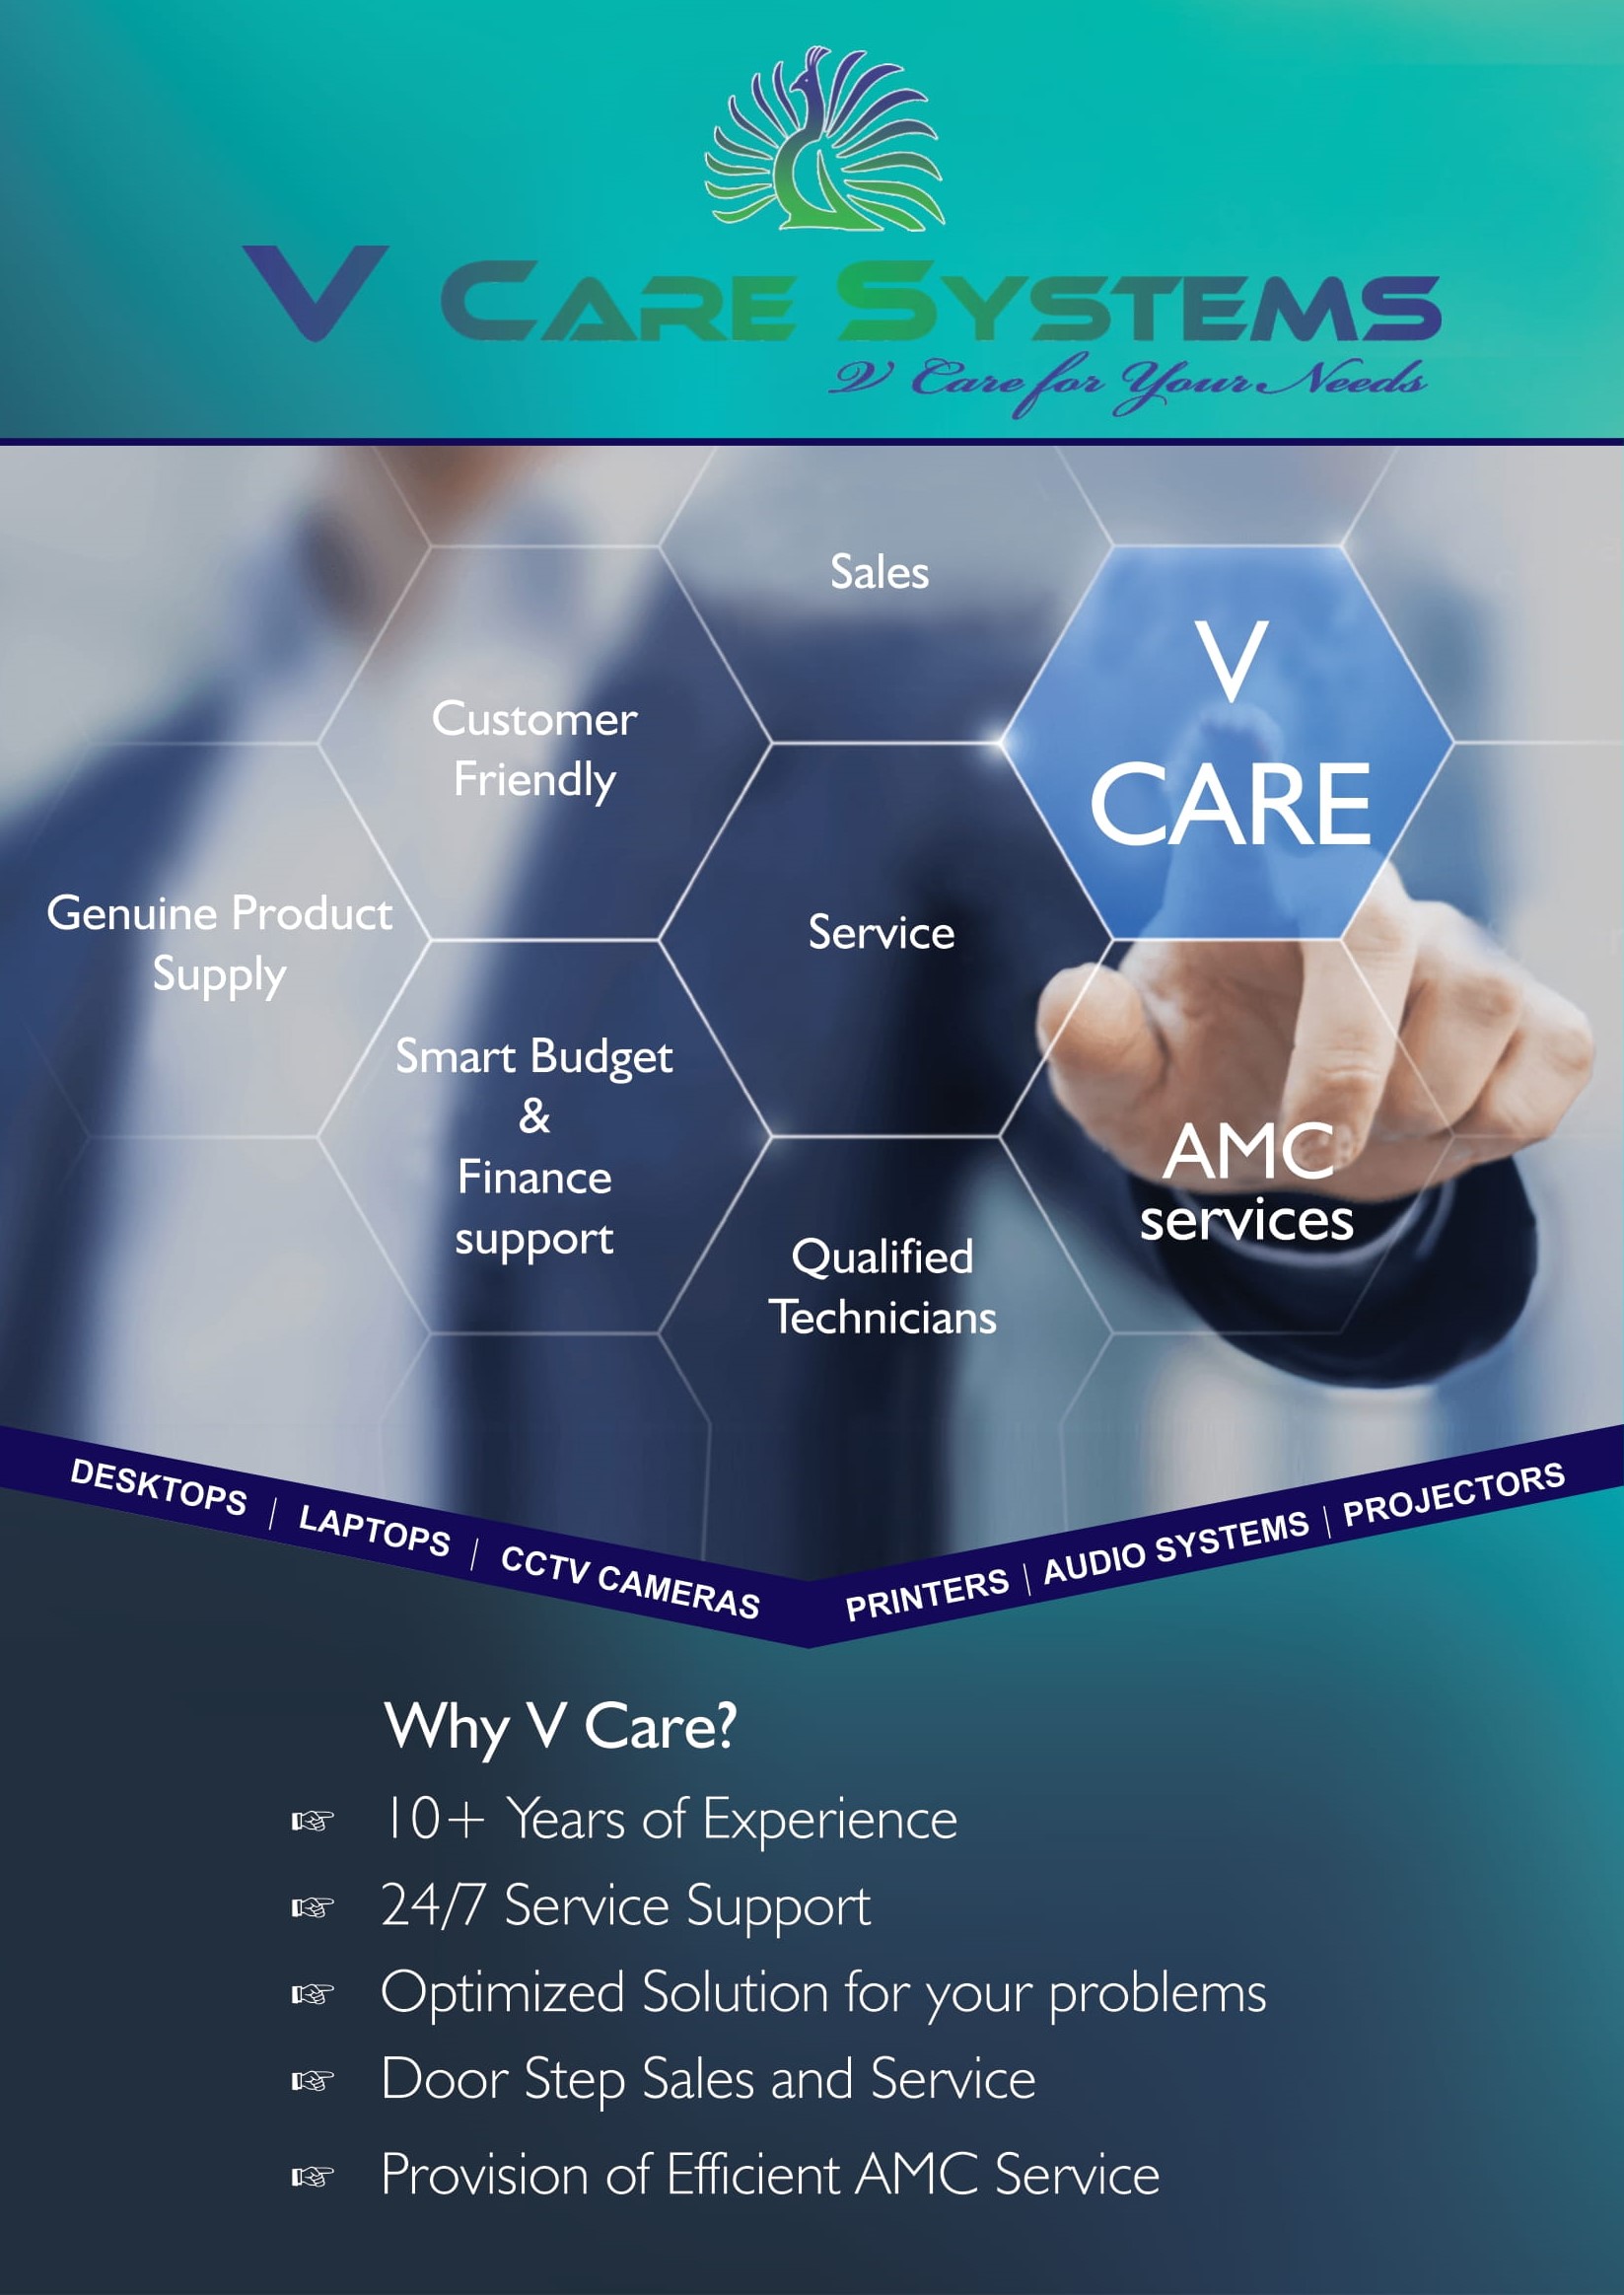 V CARE SYSTEMS
V Care for Your Needs
Sales
V
CARE
Customer
Friendly
Genuine Product
Supply
Service
Smart Budget
&
Finance
support
AMC
services
Qualified
Technicians
DESKTOPS | LAPTOPS | CCTV CAMERAS
PRINTERS | AUDIO SYSTEMS | PROJECTORS
Why V Care?
☞ 10+ Years of Experience
☞ 24/7 Service Support
☞ Optimized Solution for your problems
☞ Door Step Sales and Service
☞ Provision of Efficient AMC Service